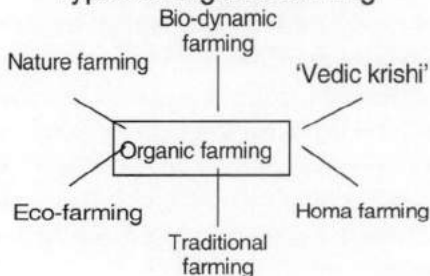 Bio-dynamic
farming
Nature farming
'Vedic krishi'
Organic farming
Eco-farming
Homa farming
Traditional
farming